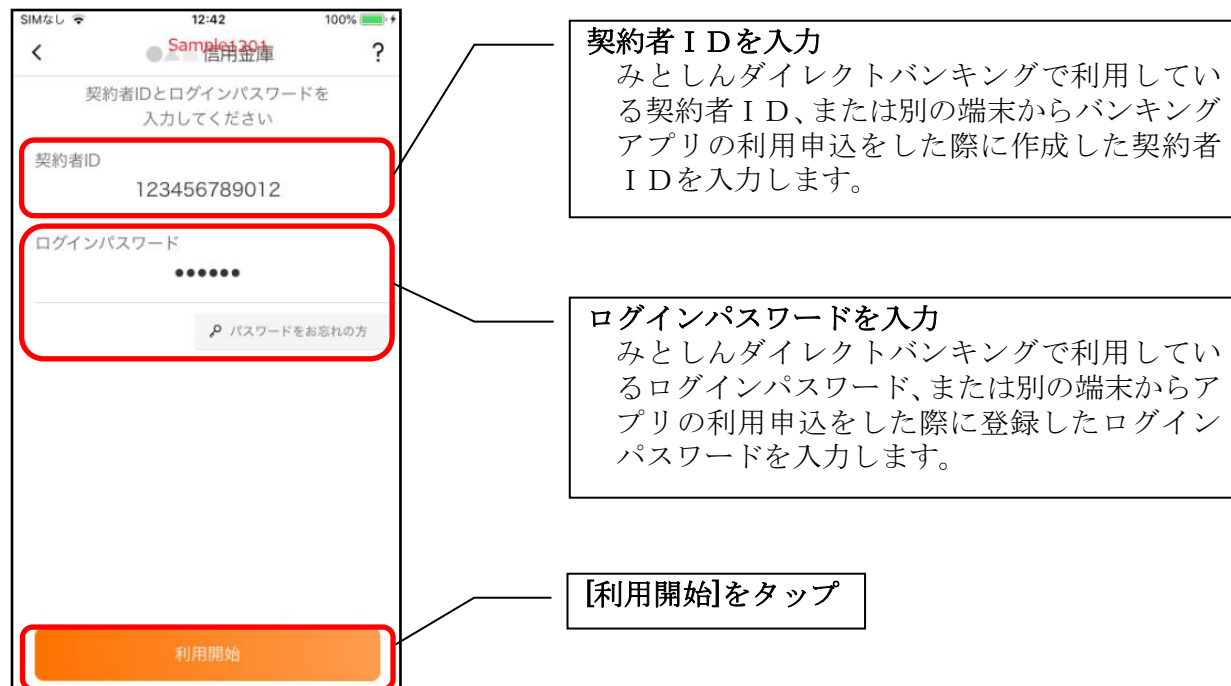 SIMなし 12:42 100%
Sample1201
信用金庫
?
契約者IDとログインパスワードを
入力してください
契約者ID
123456789012
ログインパスワード
••••••
パスワードをお忘れの方
利用開始
契約者ＩＤを入力
みとしんダイレクトバンキングで利用してい
る契約者ＩＤ、または別の端末からバンキング
アプリの利用申込をした際に作成した契約者
ＩＤを入力します。
ログインパスワードを入力
みとしんダイレクトバンキングで利用してい
るログインパスワード、または別の端末からア
プリの利用申込をした際に登録したログイン
パスワードを入力します。
[利用開始]をタップ